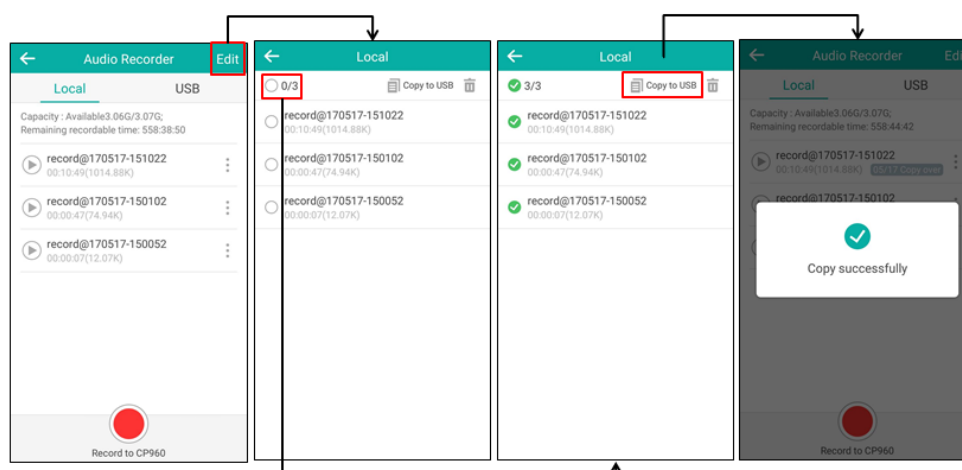 Audio Recorder
Edit
Local
USB
Capacity : Available3.06G/3.07G;
Remaining recordable time: 558:38:50
record@170517-151022
00:10:49(1014.88K)
record@170517-150102
00:00:47(74.94K)
record@170517-150052
00:00:07(12.07K)
Record to CP960
Local
0/3
Copy to USB
record@170517-151022
00:10:49(1014.88K)
record@170517-150102
00:00:47(74.94K)
record@170517-150052
00:00:07(12.07K)
Local
3/3
Copy to USB
record@170517-151022
00:10:49(1014.88K)
record@170517-150102
00:00:47(74.94K)
record@170517-150052
00:00:07(12.07K)
Audio Recorder
Edi
Local
USB
Capacity : Available3.06G/3.07G;
Remaining recordable time: 558:44:42
record@170517-151022
00:10:49(1014.88K) 05/17 Copy over
record@170517-150102
Copy successfully
Record to CP960